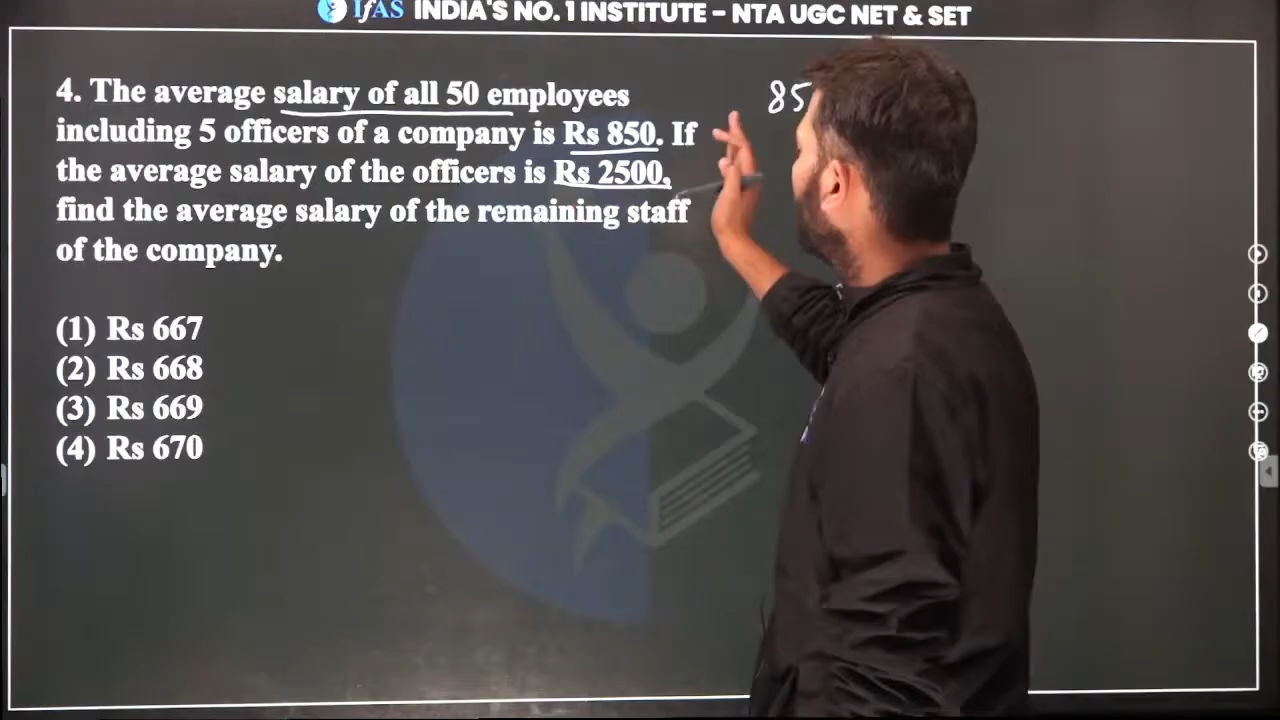 IfAS INDIA'S NO. 1 INSTITUTE – NTA UGC NET & SET
4. The average salary of all 50 employees
including 5 officers of a company is Rs 850. If
the average salary of the officers is Rs 2500,
find the average salary of the remaining staff
of the company.
(1) Rs 667
(2) Rs 668
(3) Rs 669
(4) Rs 670
85